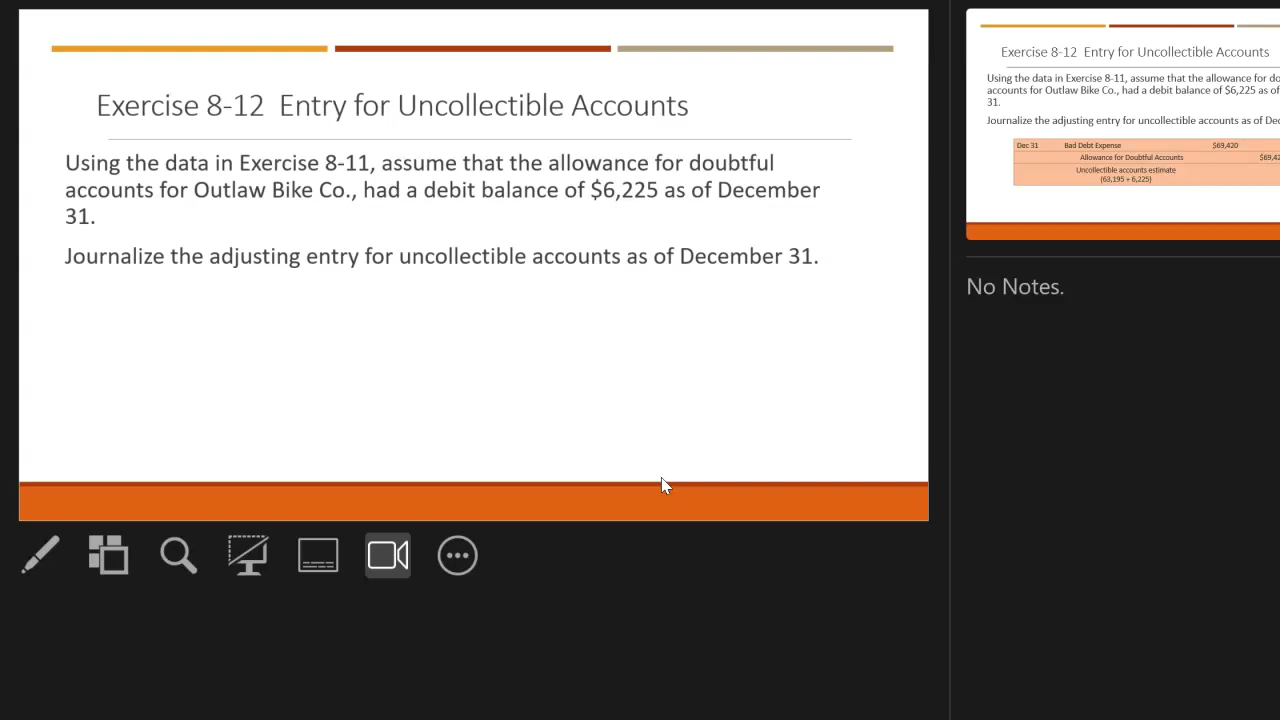 Exercise 8-12 Entry for Uncollectible Accounts
Using the data in Exercise 8-11, assume that the allowance for doubtful
accounts for Outlaw Bike Co., had a debit balance of $6,225 as of December
31.
Journalize the adjusting entry for uncollectible accounts as of December 31.
Exercise 8-12 Entry for Uncollectible Accounts
Using the data in Exercise 8-11, assume that the allowance for do
accounts for Outlaw Bike Co., had a debit balance of $6,225 as of
31.
Journalize the adjusting entry for uncollectible accounts as of Dec
Dec 31 Bad Debt Expense $69,420
Allowance for Doubtful Accounts $69,42
Uncollectible accounts estimate
(63,195 + 6,225)
No Notes.